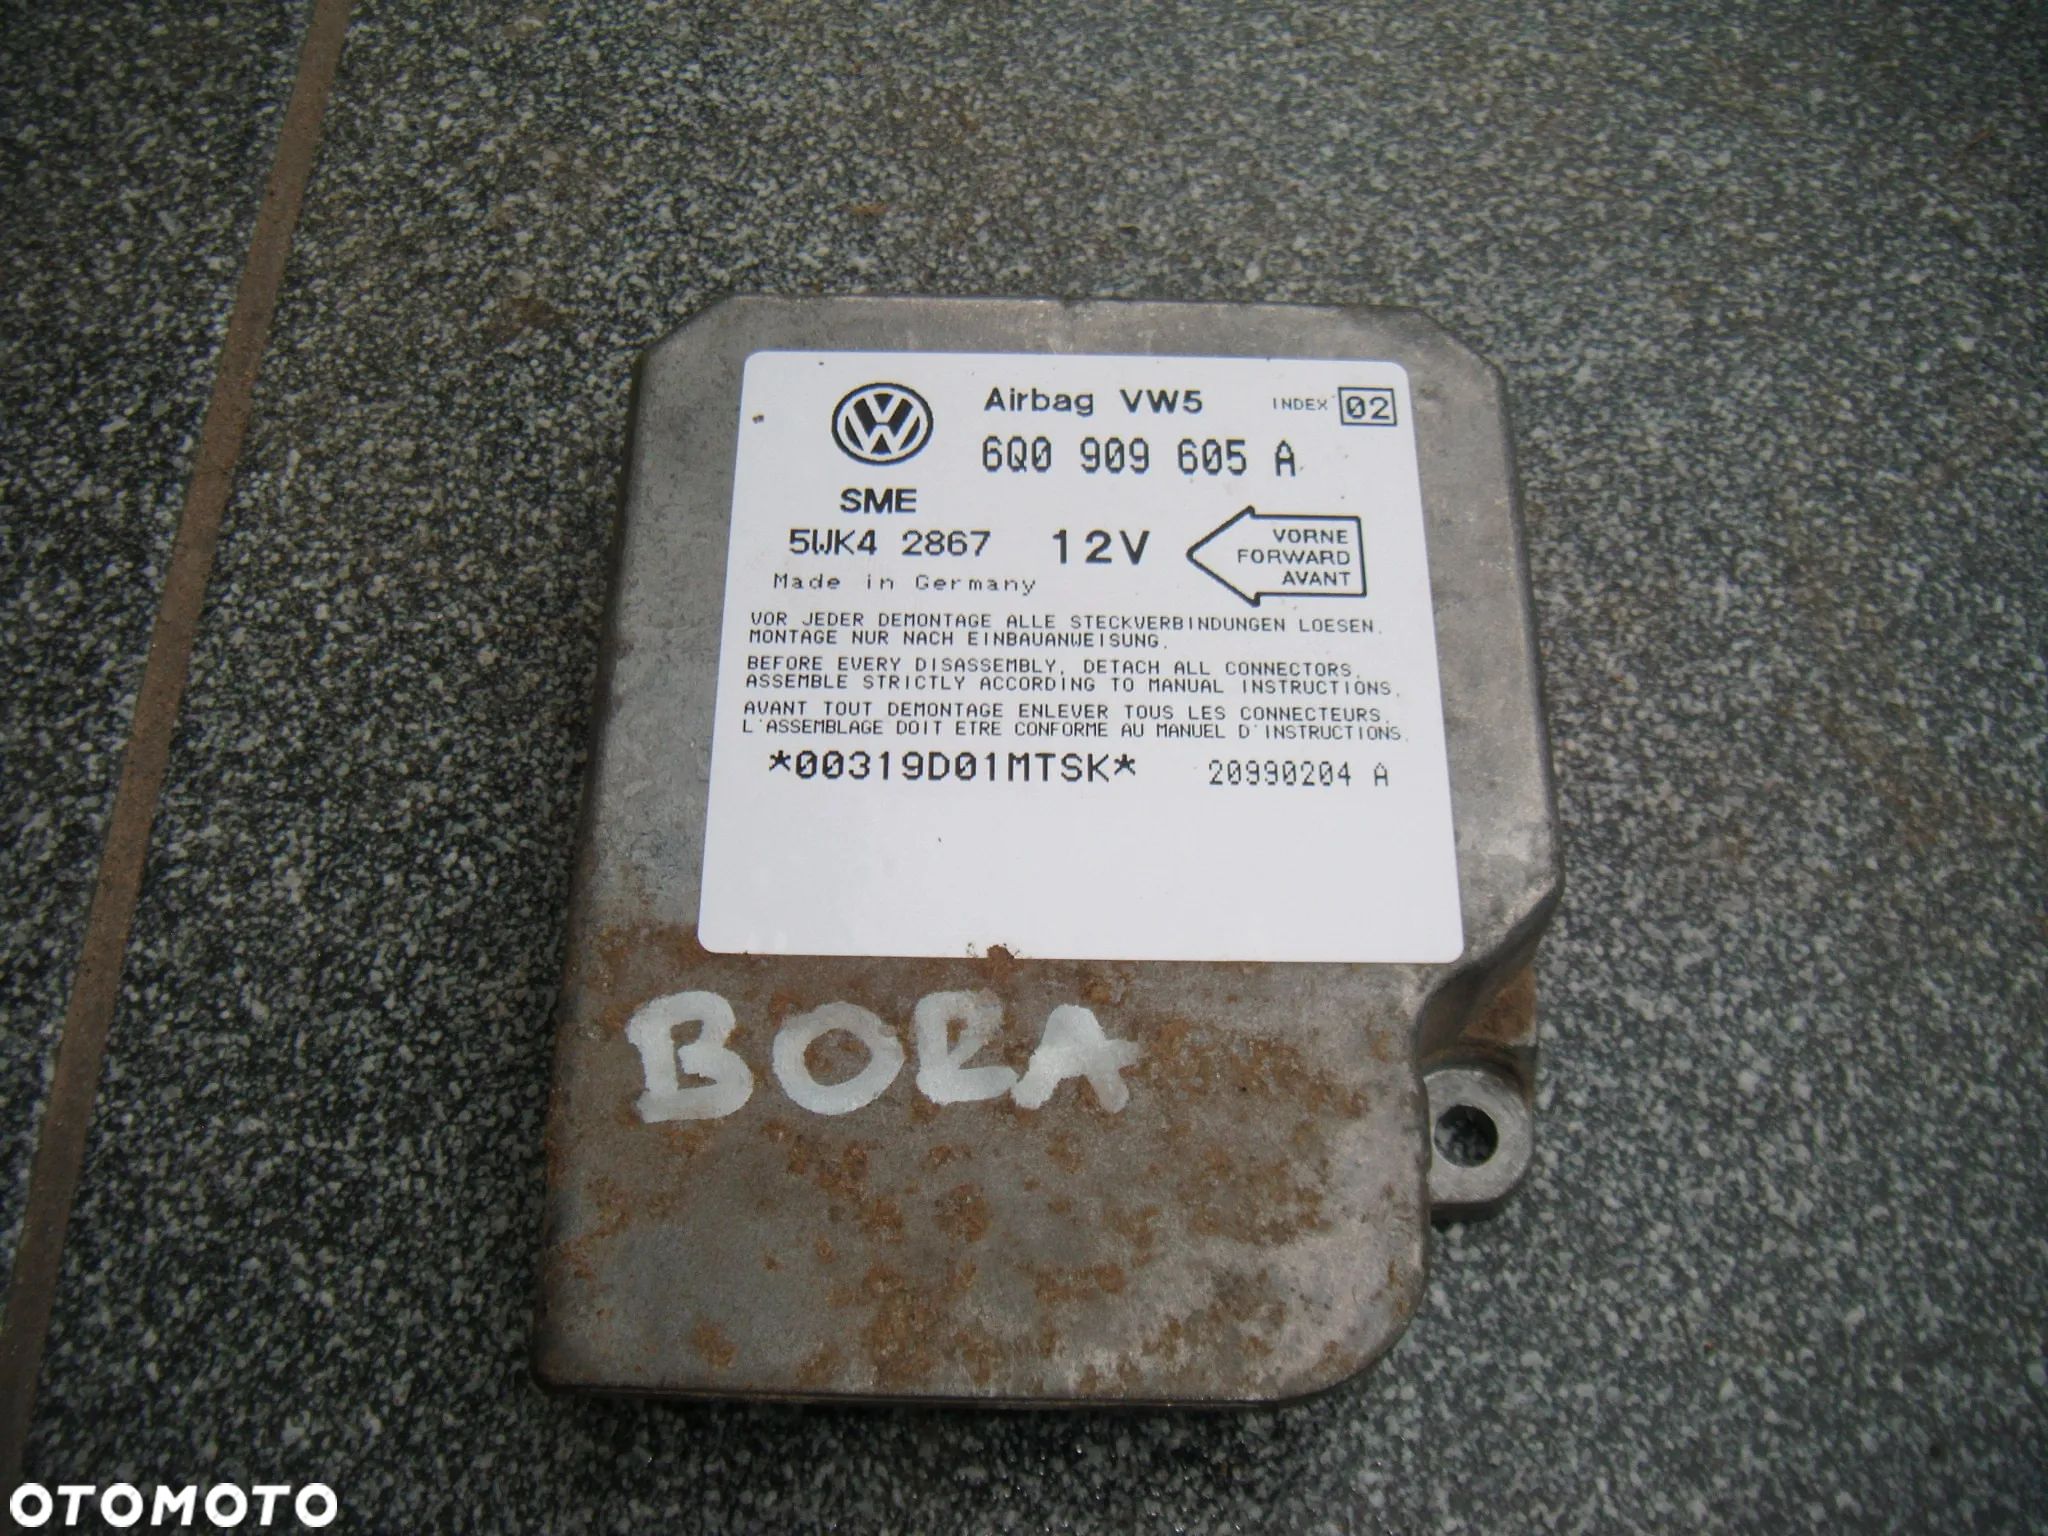 Airbag VW5 INDEX 02
6Q0 909 605 A
SME
5WK4 2867 12V
Made in Germany
VORNE
FORWARD
AVANT
VOR JEDER DEMONTAGE ALLE STECKVERBINDUNGEN LOESEN.
MONTAGE NUR NACH EINBAUANWEISUNG.
BEFORE EVERY DISASSEMBLY, DETACH ALL CONNECTORS.
ASSEMBLE STRICTLY ACCORDING TO MANUAL INSTRUCTIONS.
AVANT TOUT DEMONTAGE ENLEVER TOUS LES CONNECTEURS.
L'ASSEMBLAGE DOIT ETRE CONFORME AU MANUEL D'INSTRUCTIONS.
*00319D01MTSK* 20990204 A
BORA
OTOMOTO